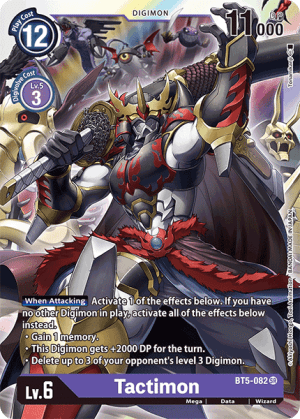 Play Cost
12
DIGIMON
DP
11000
Digivolve Cost
Lv.5
3
When Attacking Activate 1 of the effects below. If you have
no other Digimon in play, activate all of the effects below
instead.
・Gain 1 memory.
・This Digimon gets +2000 DP for the turn.
・Delete up to 3 of your opponent's level 3 Digimon.
BT5-082 SR
Lv.6
Tactimon
Mega | Data | Wizard